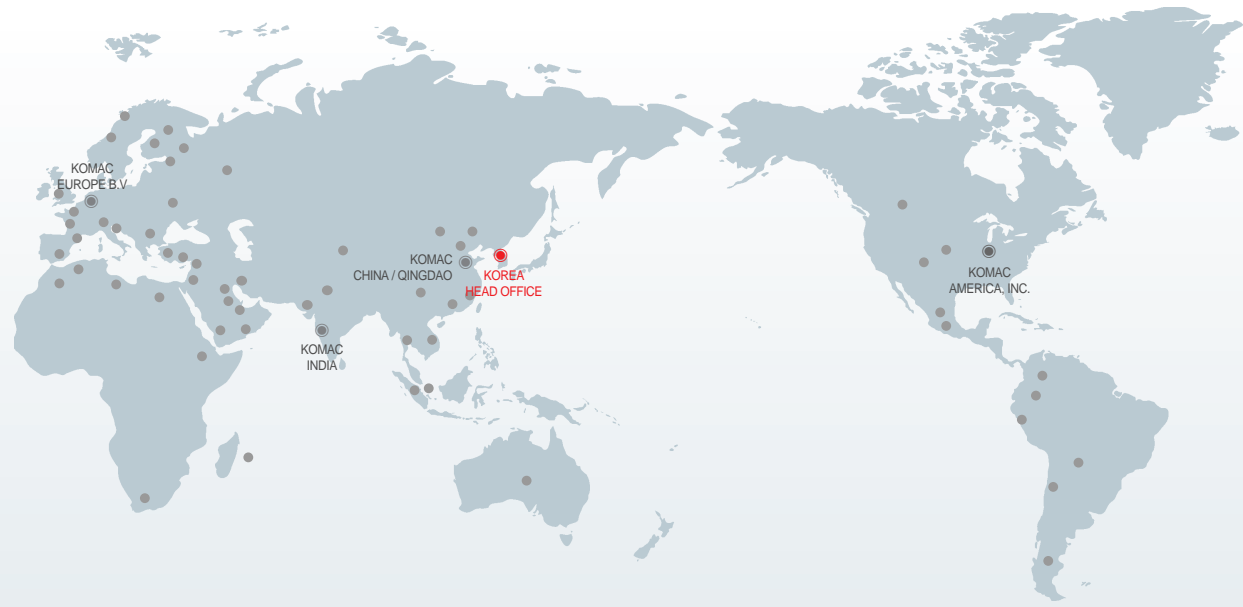 KOMAC
EUROPE B.V
KOMAC
CHINA / QINGDAO
KOREA
HEAD OFFICE
KOMAC
INDIA
KOMAC
AMERICA, INC.